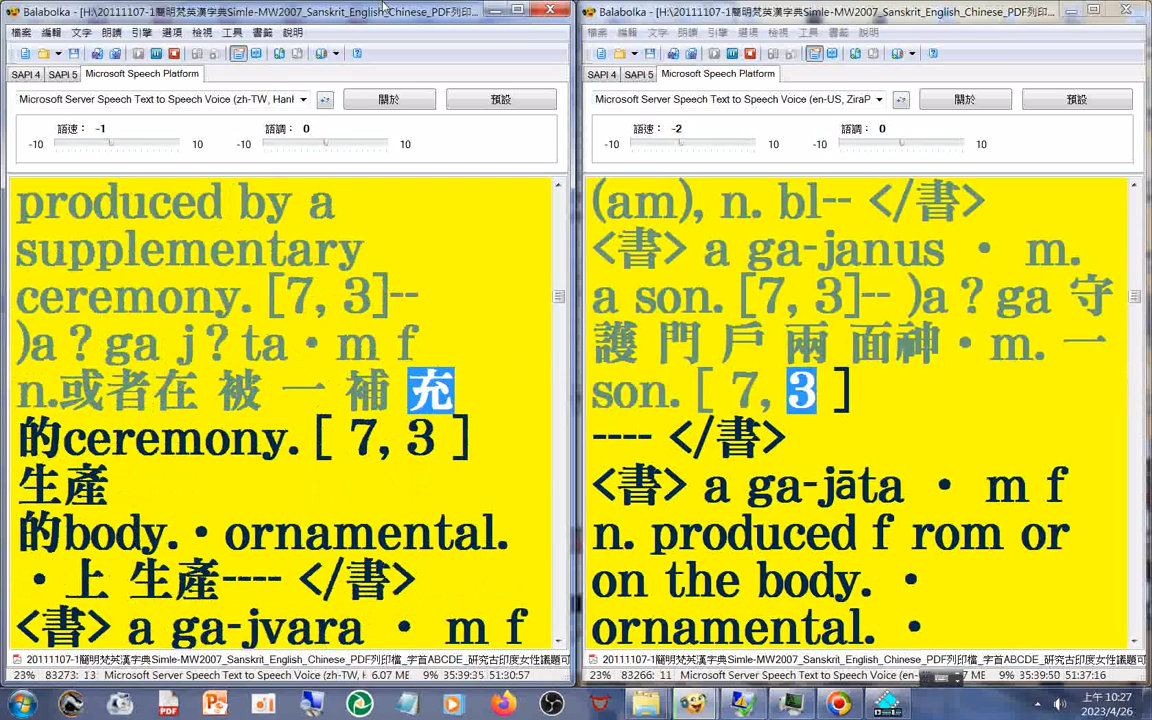 Balabolka - [H:\20111107-1簡明梵英漢字典Simle-MW2007_Sanskrit_English_Chinese_PDF列印...
檔案 編輯 文字 朗讀 引擎 選項 檢視 工具 書籤 說明
SAPI 4 SAPI 5 Microsoft Speech Platform
Microsoft Server Speech Text to Speech Voice (zh-TW, HanH
關於 預設
語速： -1 語調： 0
-10 10 -10 10
produced by a
supplementary
ceremony. [7, 3]--
)a？ga j？ta・m f
n.或者在 被 一 補 充
的ceremony. [ 7, 3 ]
生產
的body.・ornamental.
・上 生產---- </書>
<書> a ga-jvara ・ m f
20111107-1簡明梵英漢字典Simle-MW2007_Sanskrit_English_Chinese_PDF列印檔_字首ABCDE_研究古印度女性議題可
23% 83273: 13 Microsoft Server Speech Text to Speech Voice (zh-TW, H 6.07 ME 9% 35:39:35 51:30:57
Balabolka - [H:\20111107-1簡明梵英漢字典Simle-MW2007_Sanskrit_English_Chinese_PDF列印...
檔案 編輯 文字 朗讀 引擎 選項 檢視 工具 書籤 說明
SAPI 4 SAPI 5 Microsoft Speech Platform
Microsoft Server Speech Text to Speech Voice (en-US, ZiraP
關於 預設
語速： -2 語調： 0
-10 10 -10 10
(am), n. bl-- </書>
<書> a ga-janus ・ m.
a son. [7, 3]-- )a？ga 守
護 門 戶 兩 面神・m. 一
son. [ 7, 3 ]
---- </書>
<書> a ga-jāta ・ m f
n. produced f rom or
on the body. ・
ornamental. ・
20111107-1簡明梵英漢字典Simle-MW2007_Sanskrit_English_Chinese_PDF列印檔_字首ABCDE_研究古印度女性議題可
23% 83266: 11 Microsoft Server Speech Text to Speech Voice 9% 35:39:50 51:37:16
上午 10:27
2023/4/26